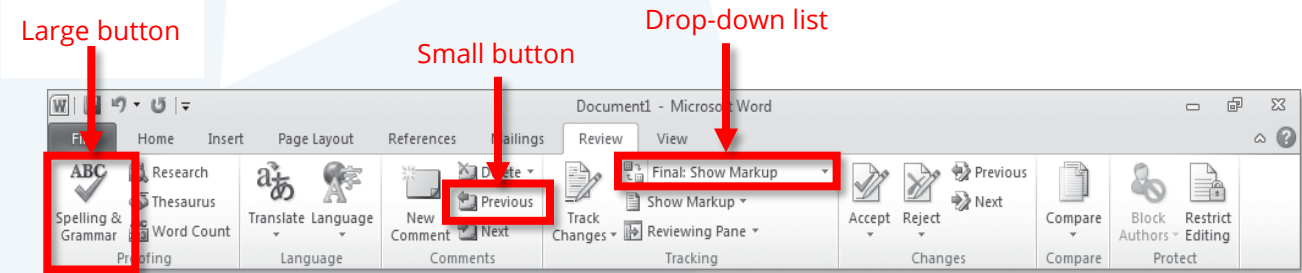 Large button
Small button
Drop-down list
W
Document1 - Microsoft Word
Home Insert Page Layout References Mailings Review View
ABC
Spelling &
Grammar
Research
Thesaurus
Word Count
Proofing
Translate Language
Language
New
Comment
Delete
Previous
Next
Comments
Track
Changes
Final: Show Markup
Show Markup
Reviewing Pane
Tracking
Accept Reject
Previous
Next
Changes
Compare
Compare
Block
Authors
Restrict
Editing
Protect